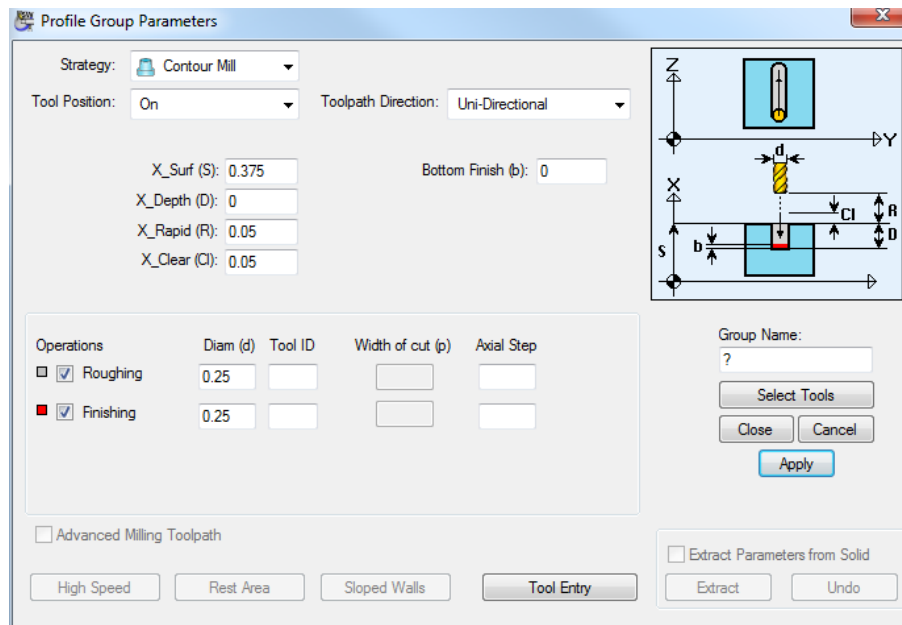 Profile Group Parameters
Strategy: Contour Mill
Tool Position: On Toolpath Direction: Uni-Directional
X_Surf (S): 0.375 Bottom Finish (b): 0
X_Depth (D): 0
X_Rapid (R): 0.05
X_Clear (Cl): 0.05
Z
Y
d
X
Cl R
S b D
Operations Diam (d) Tool ID Width of cut (p) Axial Step
Roughing 0.25
Finishing 0.25
Group Name:
?
Select Tools
Close Cancel
Apply
Advanced Milling Toolpath
Extract Parameters from Solid
High Speed Rest Area Sloped Walls Tool Entry Extract Undo